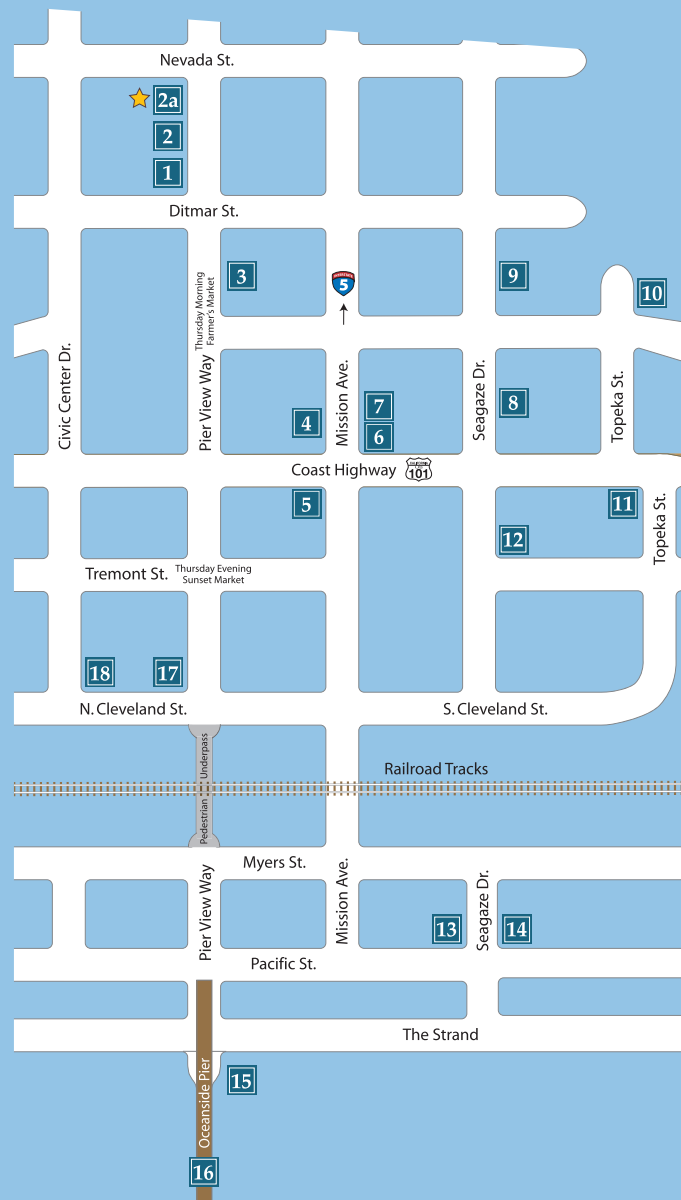 Nevada St.
2a
2
1
Ditmar St.
3
9
10
5
Thursday Morning
Farmer's Market
Civic Center Dr.
Pier View Way
Mission Ave.
Seagaze Dr.
Topeka St.
7
8
4
6
Coast Highway
101
5
11
12
Topeka St.
Tremont St.
Thursday Evening
Sunset Market
18
17
N. Cleveland St.
S. Cleveland St.
Pedestrian Underpass
Railroad Tracks
Myers St.
Pier View Way
Mission Ave.
Seagaze Dr.
13
14
Pacific St.
The Strand
Oceanside Pier
15
16